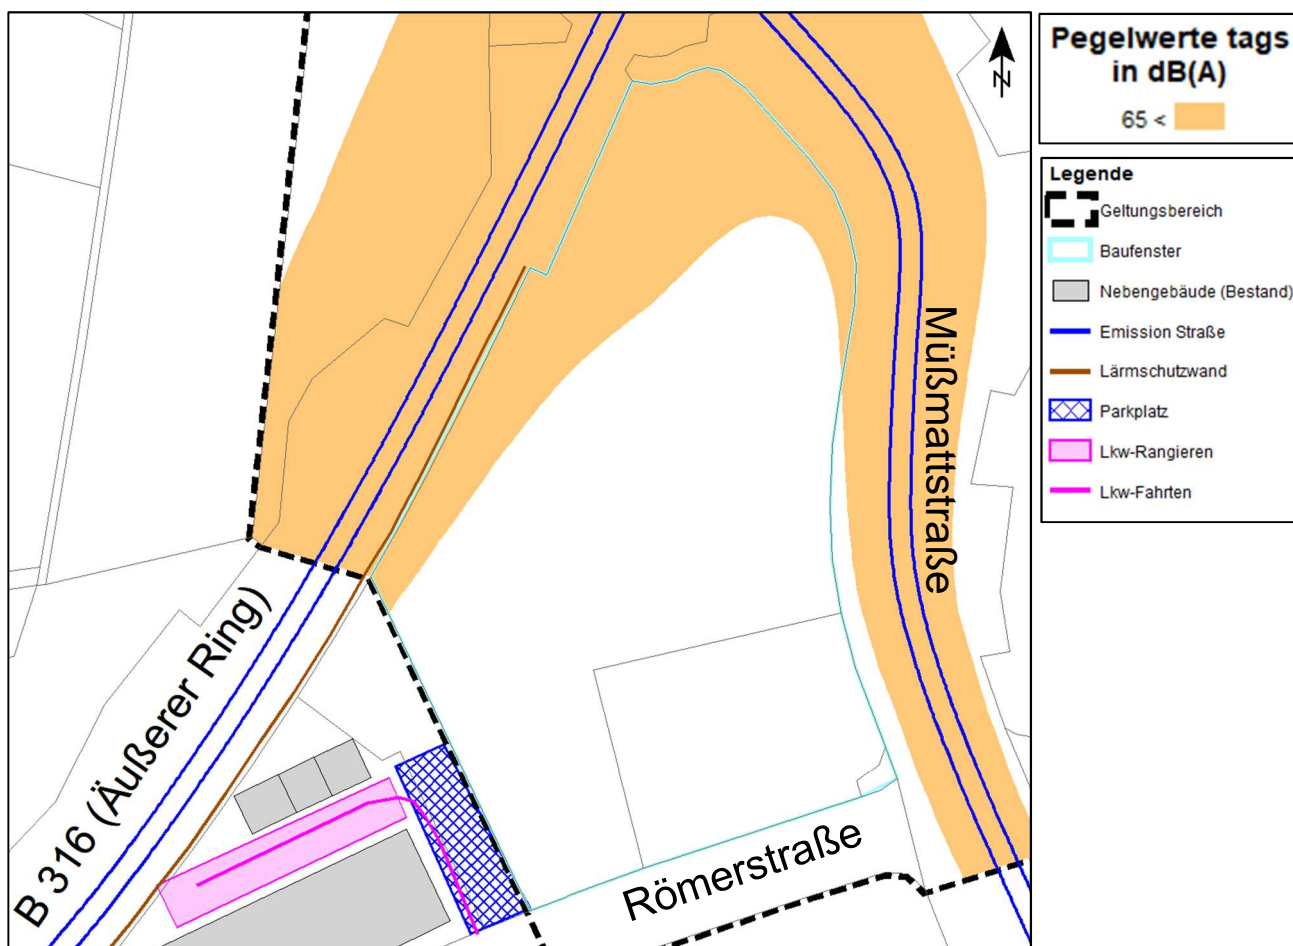 Pegelwerte tags
in dB(A)
65 <
Legende
Geltungsbereich
Baufenster
Nebengebäude (Bestand)
Emission Straße
Lärmschutzwand
Parkplatz
Lkw-Rangieren
Lkw-Fahrten
N
Müßmattstraße
B 316 (Äußerer Ring)
Römerstraße